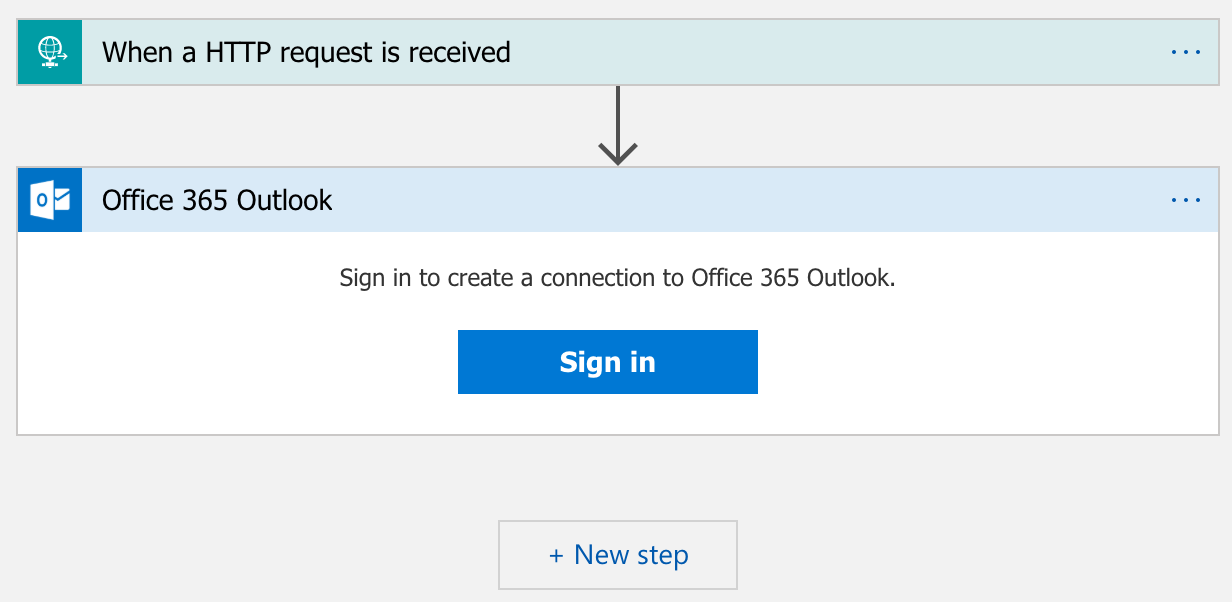 When a HTTP request is received
Office 365 Outlook
Sign in to create a connection to Office 365 Outlook.
Sign in
+ New step